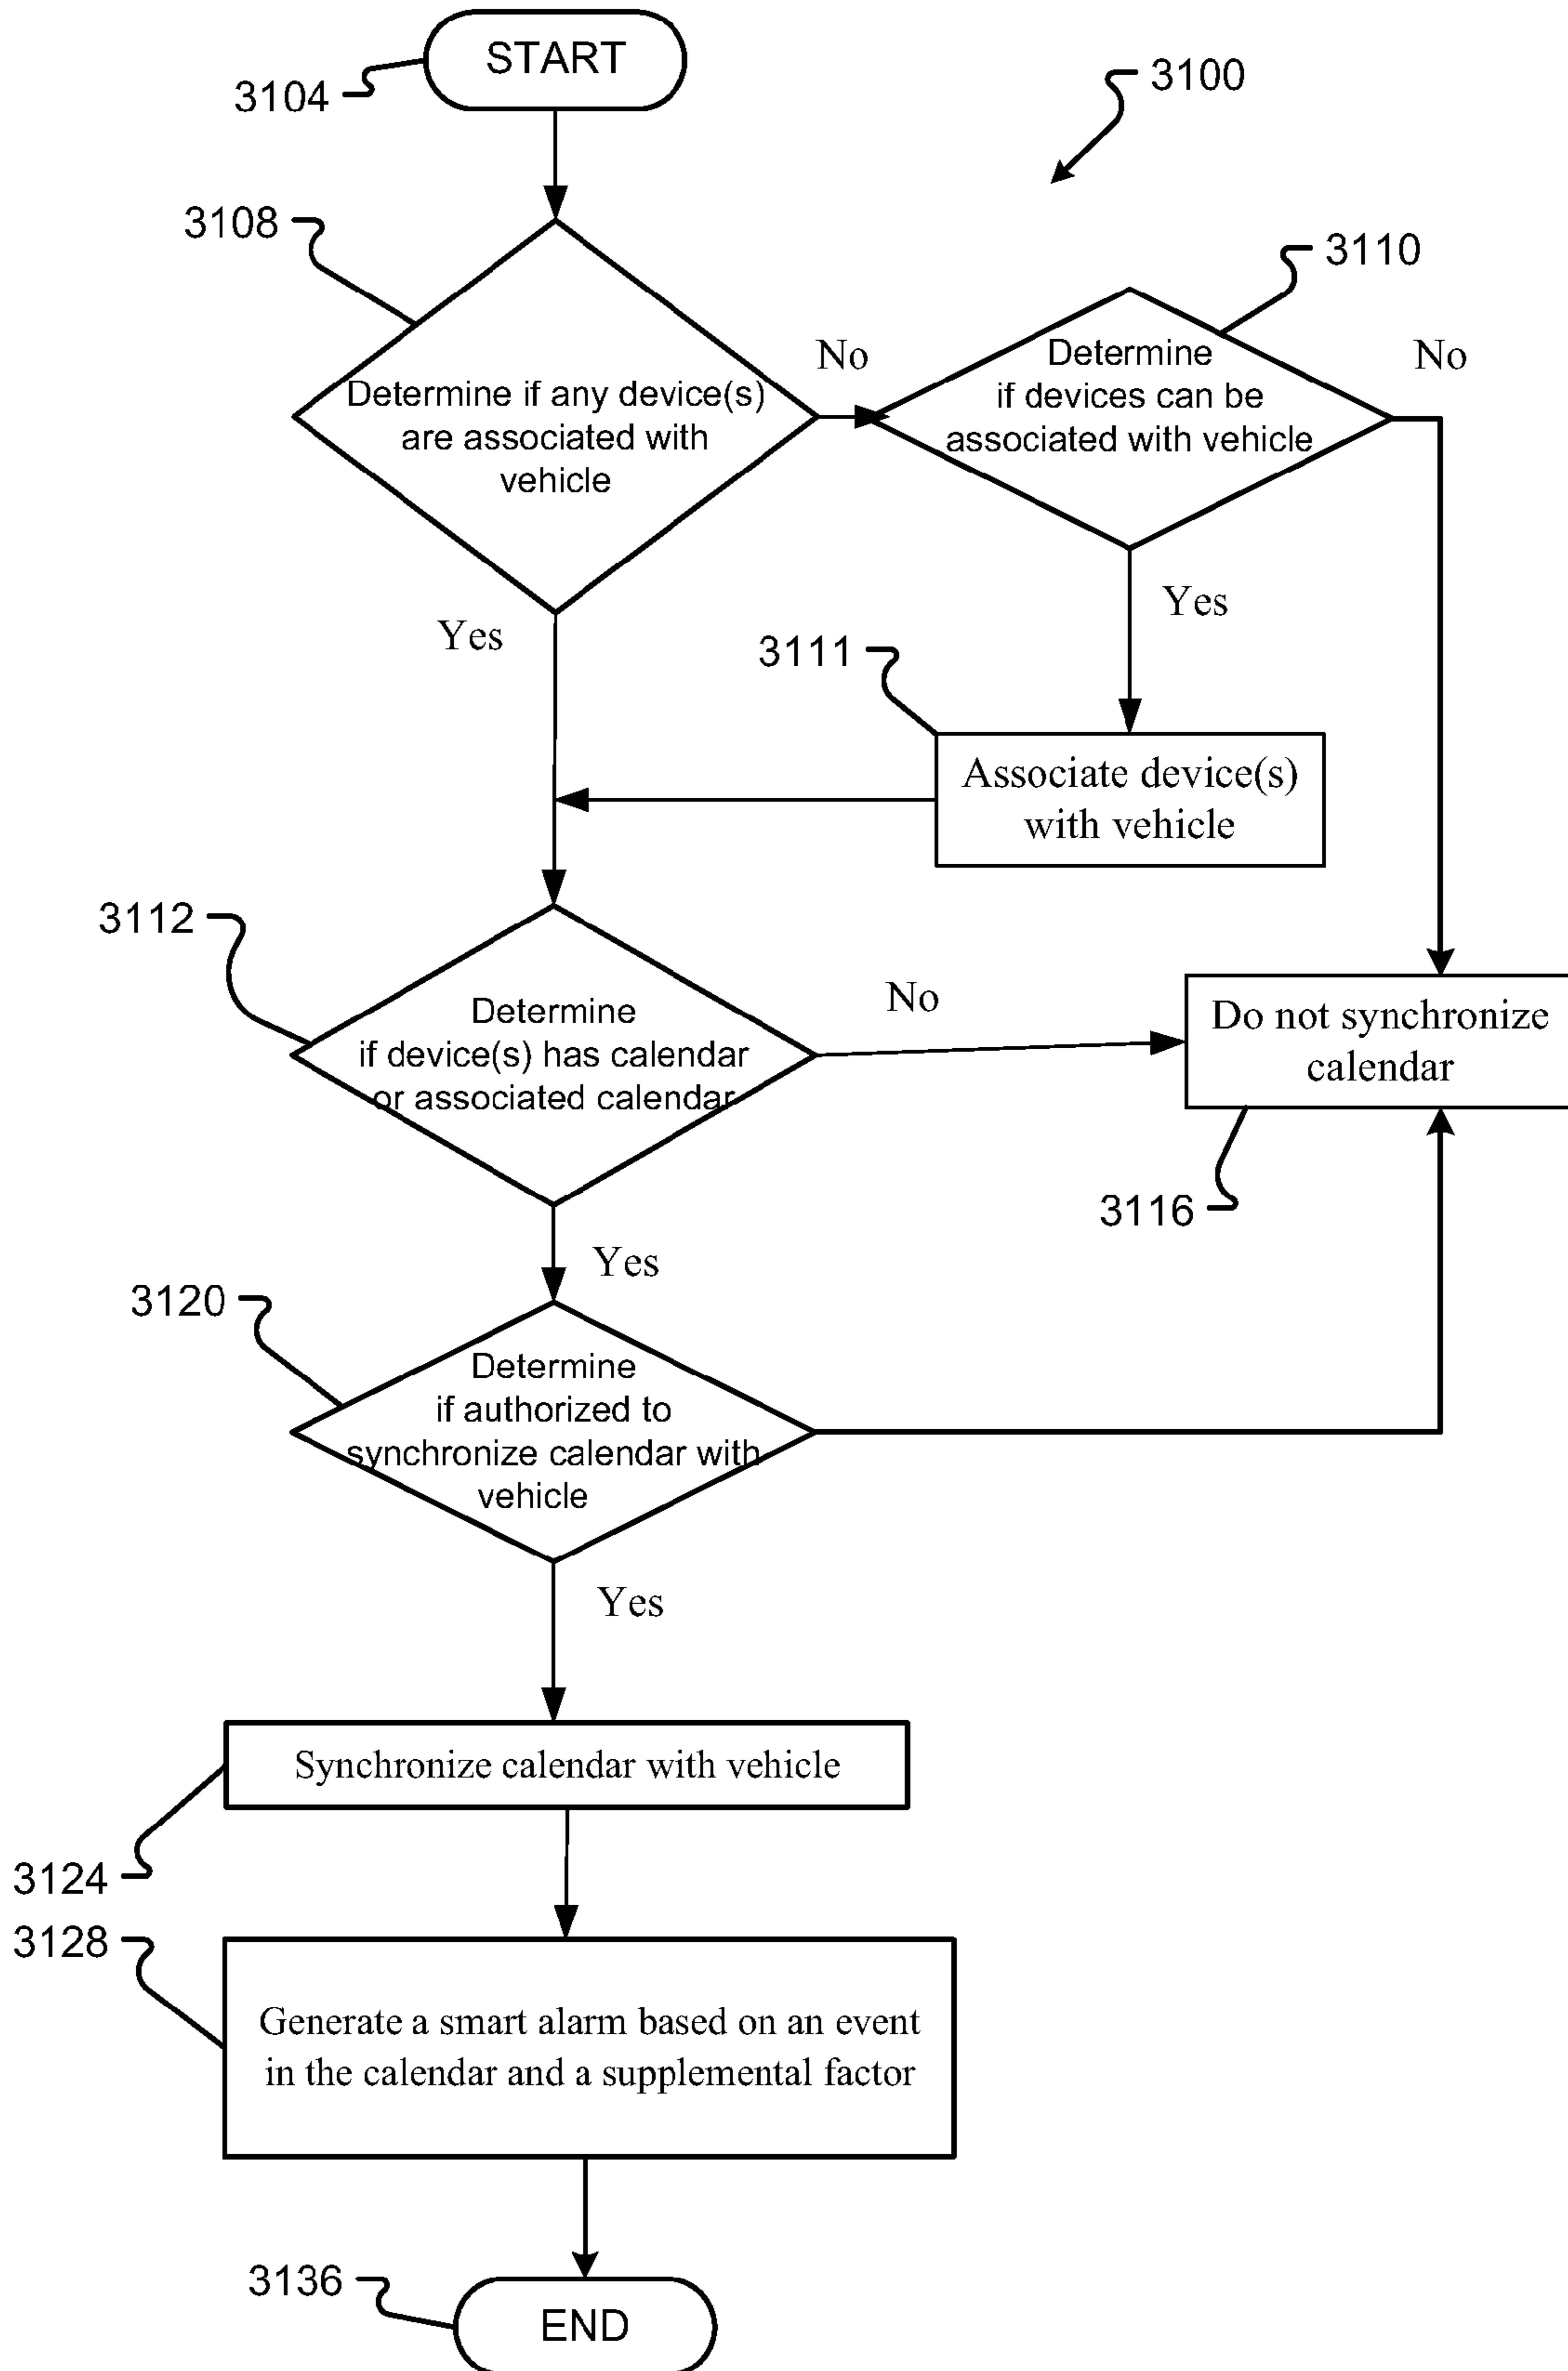 START
3104
3100
3108
3110
Determine if any device(s)
are associated with
vehicle
No
Determine
if devices can be
associated with vehicle
No
Yes
Yes
3111
Associate device(s)
with vehicle
3112
Determine
if device(s) has calendar
or associated calendar
No
Do not synchronize
calendar
3116
Yes
3120
Determine
if authorized to
synchronize calendar with
vehicle
Yes
Synchronize calendar with vehicle
3124
3128
Generate a smart alarm based on an event
in the calendar and a supplemental factor
3136
END